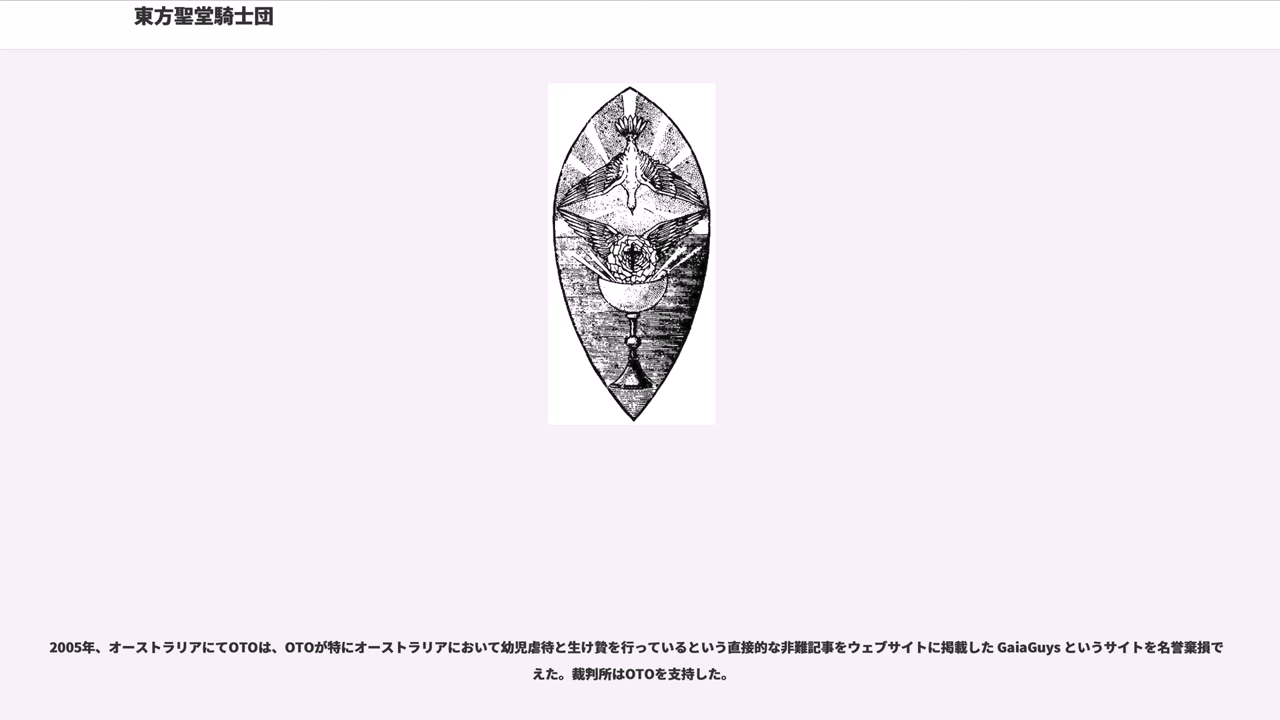 東方聖堂騎士団
2005年、オーストラリアにてOTOは、OTOが特にオーストラリアにおいて幼児虐待と生け贄を行っているという直接的な非難記事をウェブサイトに掲載した GaiaGuys というサイトを名誉棄損で
えた。裁判所はOTOを支持した。